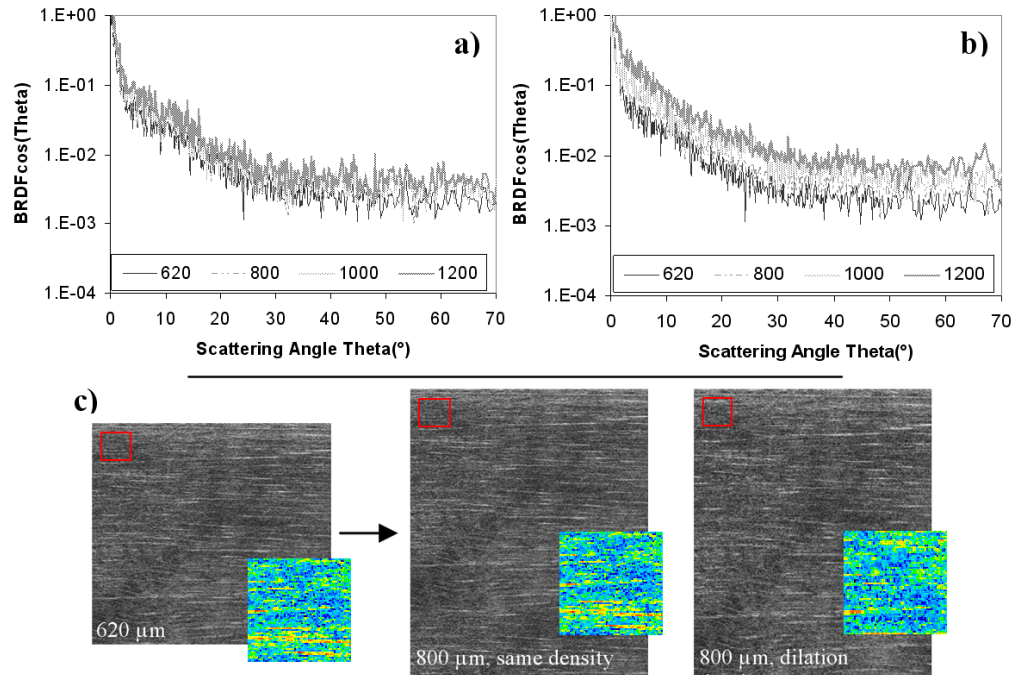 a)
1.E+00
1.E-01
1.E-02
1.E-03
1.E-04
BRDFcos(Theta)
620 800 1000 1200
0 10 20 30 40 50 60 70
Scattering Angle Theta(°)
b)
1.E+00
1.E-01
1.E-02
1.E-03
1.E-04
BRDFcos(Theta)
620 800 1000 1200
0 10 20 30 40 50 60 70
Scattering Angle Theta(°)
c)
620 µm
800 µm, same density
800 µm, dilation